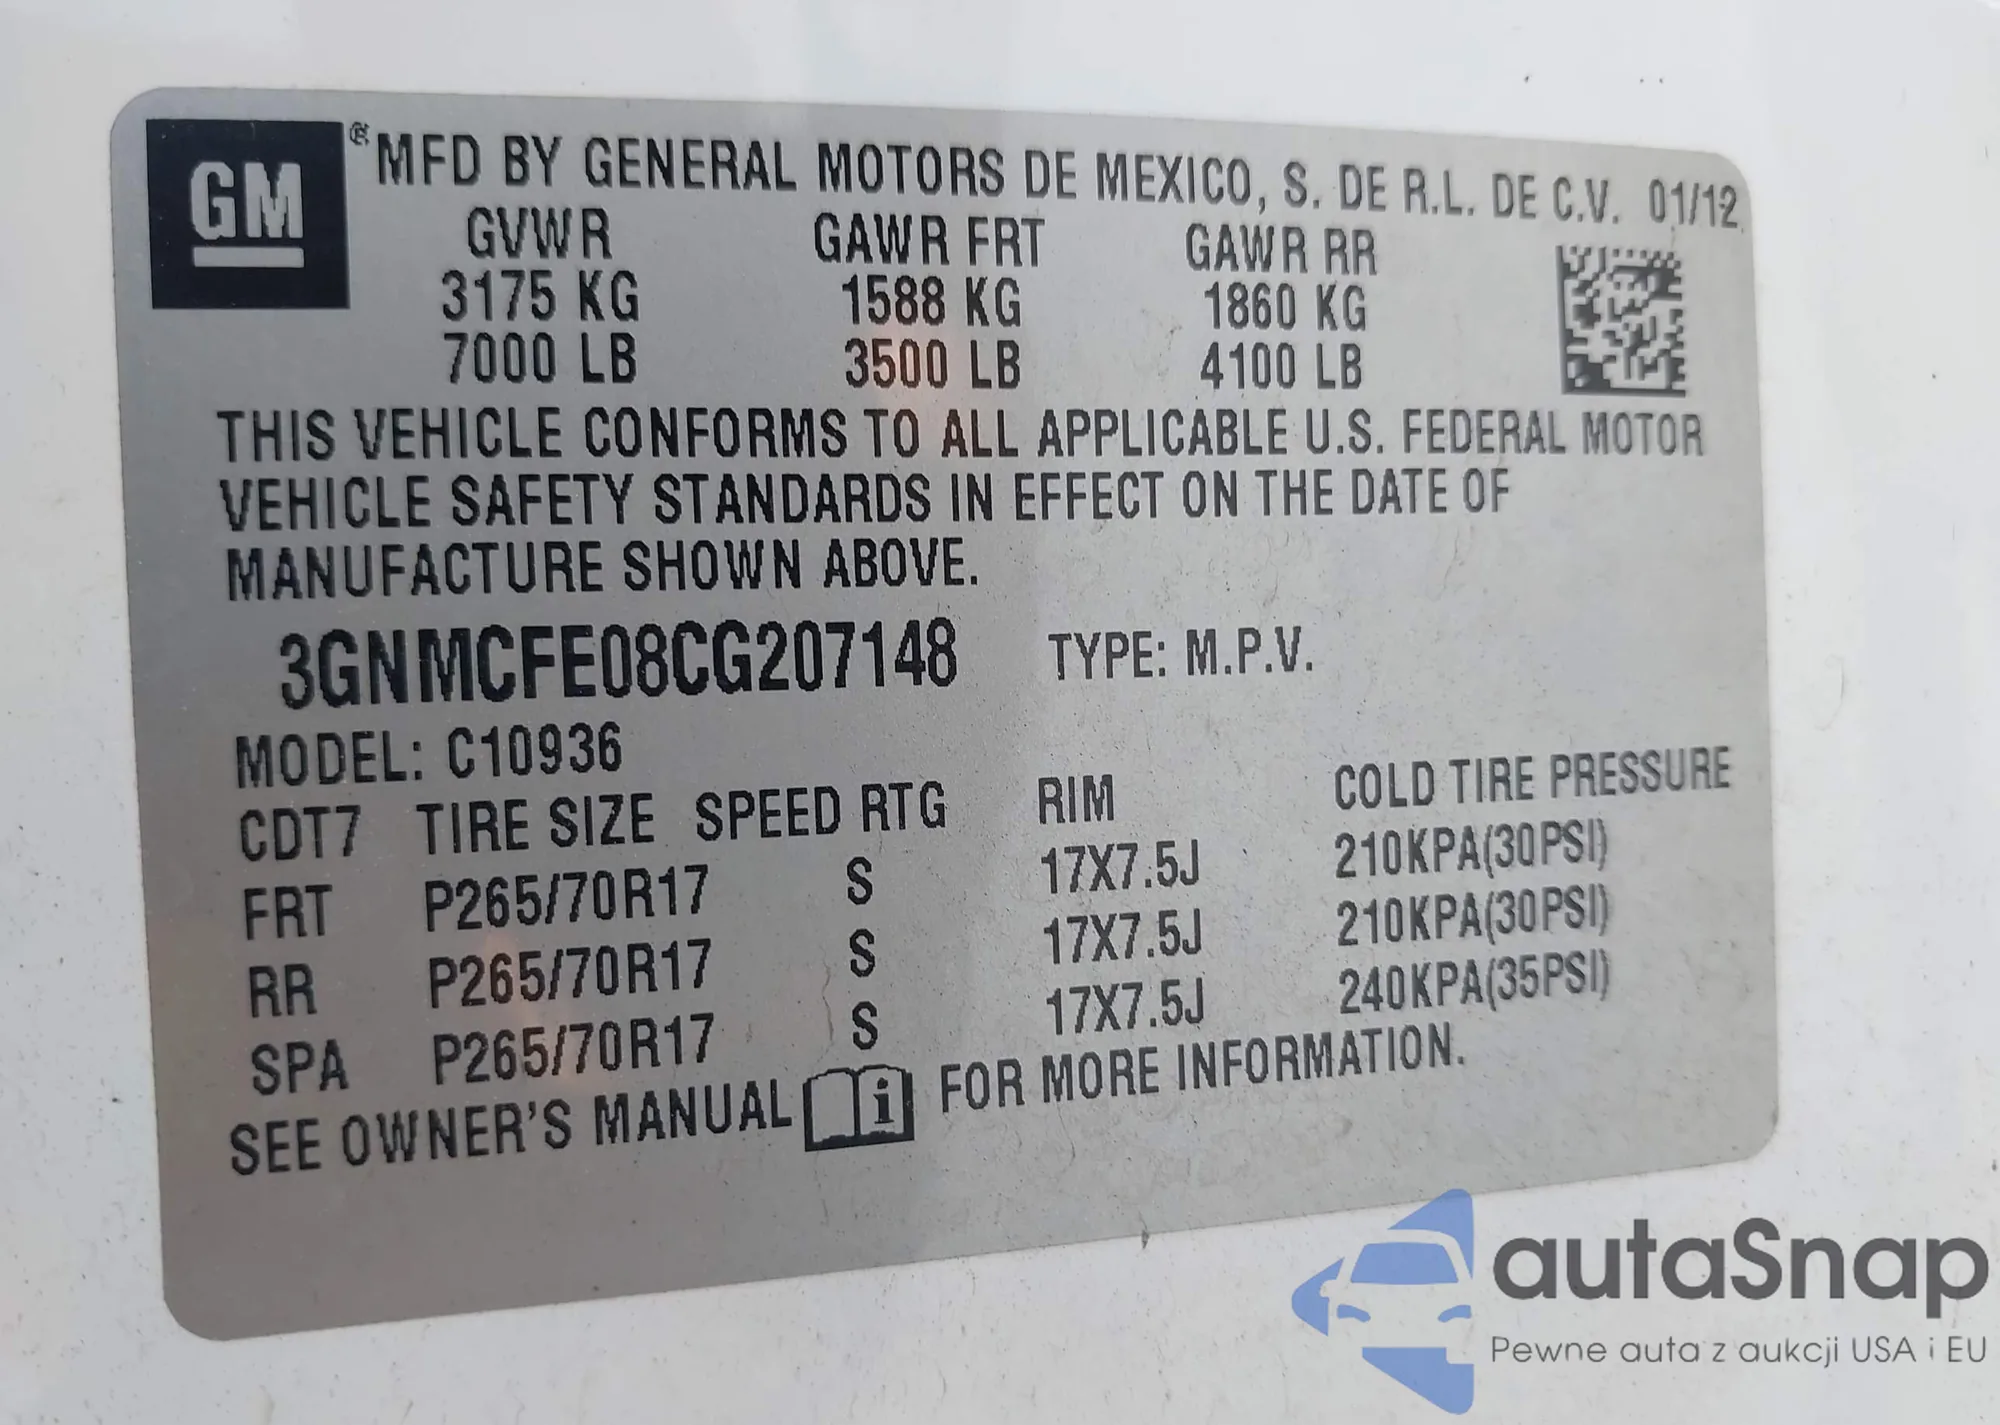 GM
® MFD BY GENERAL MOTORS DE MEXICO, S. DE R.L. DE C.V. 01/12
GVWR GAWR FRT GAWR RR
3175 KG 1588 KG 1860 KG
7000 LB 3500 LB 4100 LB
THIS VEHICLE CONFORMS TO ALL APPLICABLE U.S. FEDERAL MOTOR
VEHICLE SAFETY STANDARDS IN EFFECT ON THE DATE OF
MANUFACTURE SHOWN ABOVE.
3GNMCFE08CG207148 TYPE: M.P.V.
MODEL: C10936
CDT7 TIRE SIZE SPEED RTG RIM COLD TIRE PRESSURE
FRT P265/70R17 S 17X7.5J 210KPA(30PSI)
RR P265/70R17 S 17X7.5J 210KPA(30PSI)
SPA P265/70R17 S 17X7.5J 240KPA(35PSI)
SEE OWNER'S MANUAL i FOR MORE INFORMATION.
autaSnap
Pewne auta z aukcji USA i EU